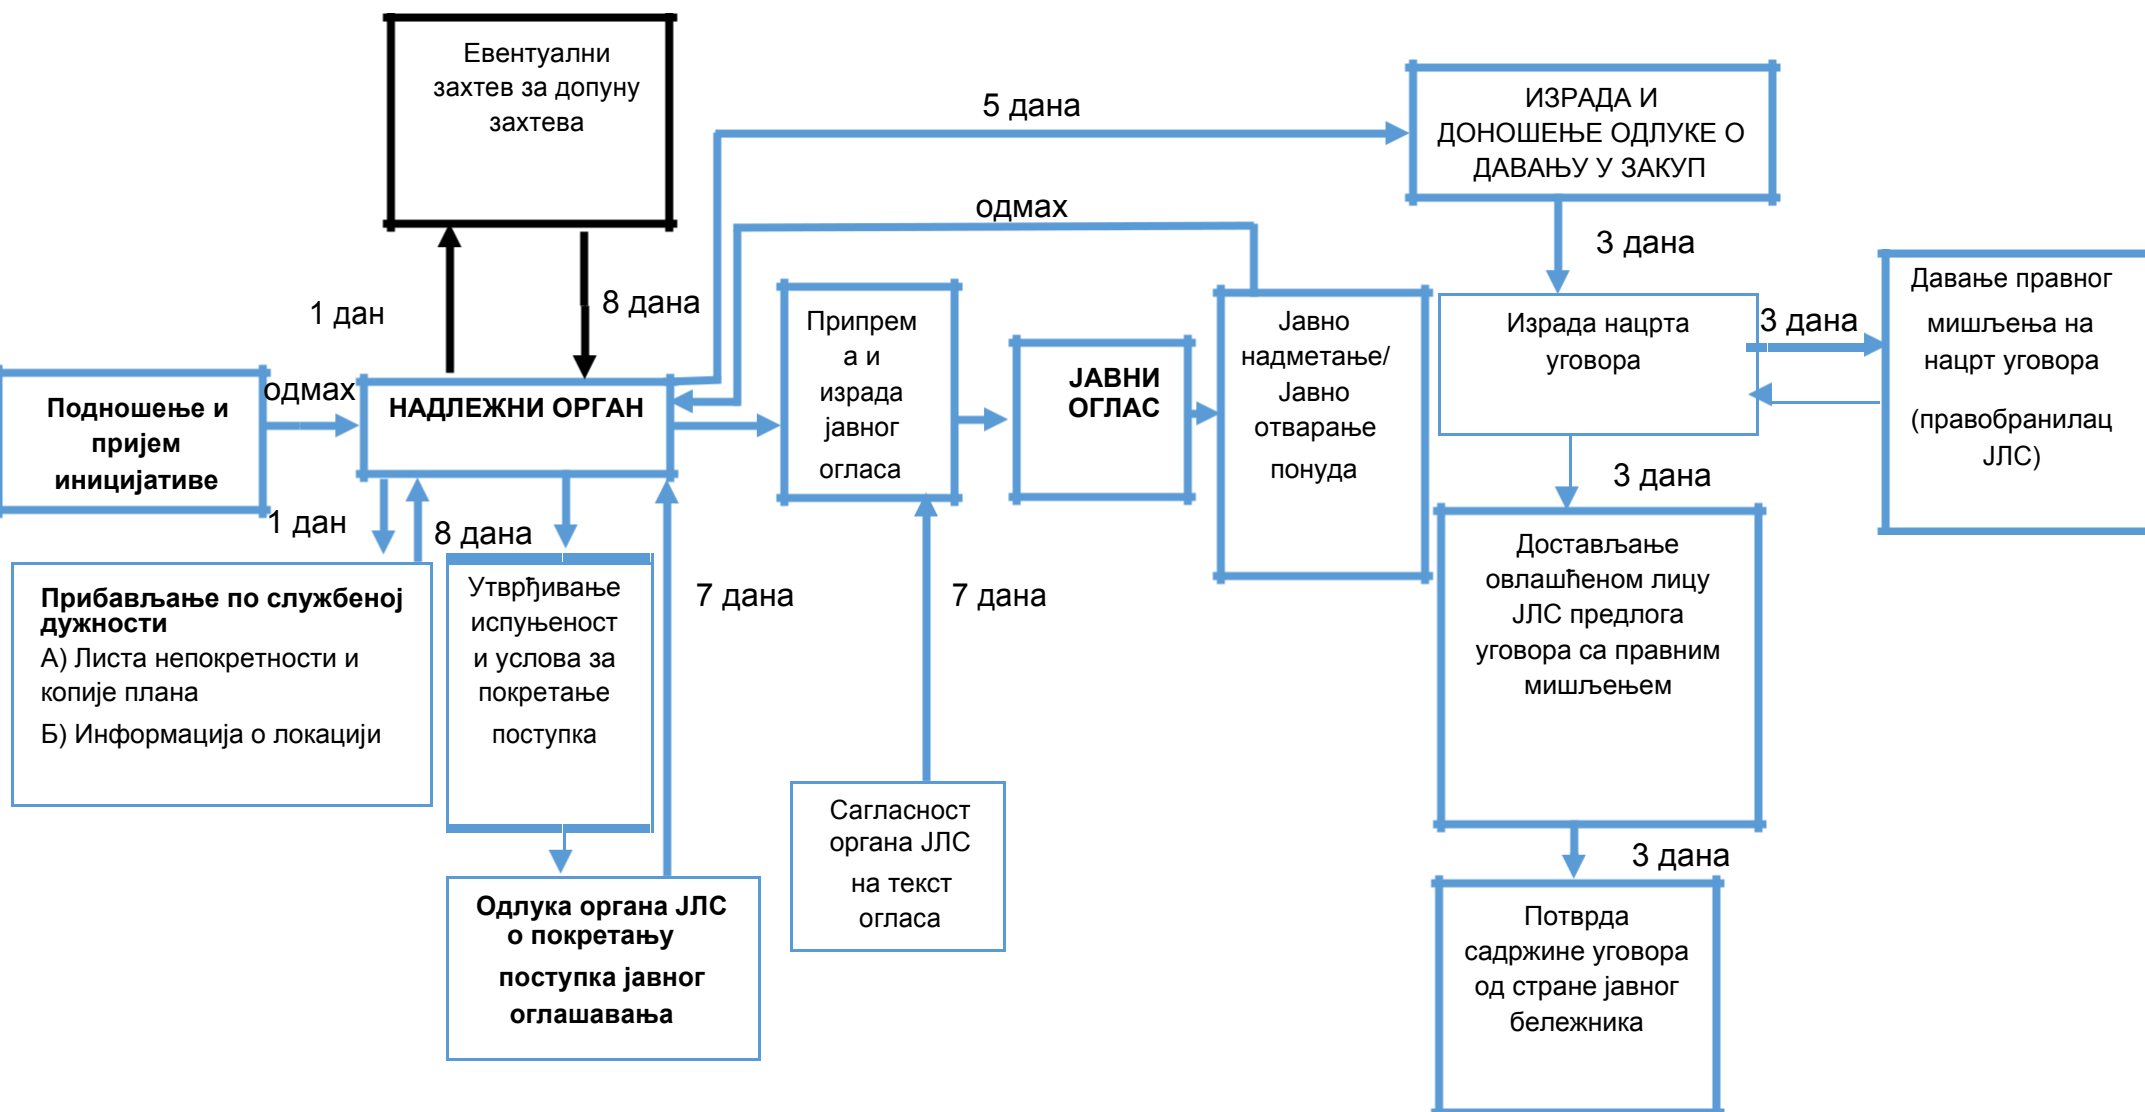 Евентуални
захтев за допуну
захтева
5 дана
ИЗРАДА И
ДОНОШЕЊЕ ОДЛУКЕ О
ДАВАЊУ У ЗАКУП
одмах
3 дана
1 дан
8 дана
Припрем
а и
израда
јавног
огласа
Јавно
надметање/
Јавно
отварање
понуда
Израда нацрта
уговора
3 дана
Давање правног
мишљења на
нацрт уговора
(правобранилац
ЈЛС)
Подношење и
пријем
иницијативе
одмах
НАДЛЕЖНИ ОРГАН
ЈАВНИ
ОГЛАС
1 дан
8 дана
3 дана
Прибављање по службеној
дужности
А) Листа непокретности и
копије плана
Б) Информација о локацији
Утврђивање
испуњеност
и услова за
покретање
поступка
7 дана
7 дана
Достављање
овлашћеном лицу
ЈЛС предлога
уговора са правним
мишљењем
Сагласност
органа ЈЛС
на текст
огласа
3 дана
Одлука органа ЈЛС
о покретању
поступка јавног
оглашавања
Потврда
садржине уговора
од стране јавног
бележника